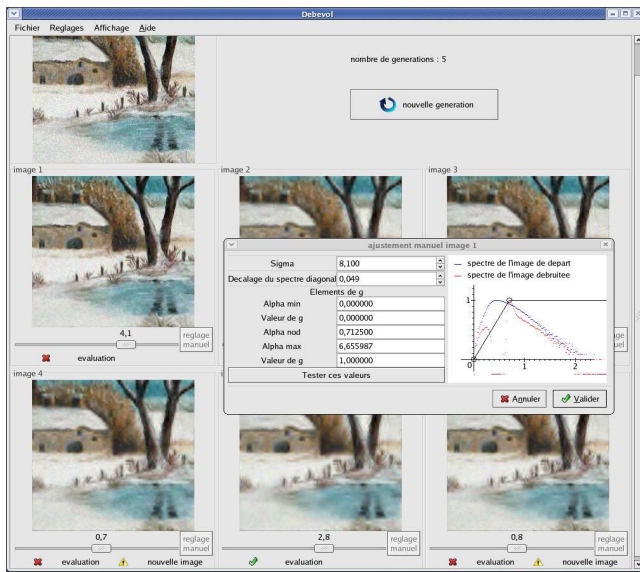 Debevol
Fichier Reglages Affichage Aide
nombre de generations : 5
nouvelle generation
image 1
image 2
image 3
ajustement manuel image 1
Sigma 8,100
Decalage du spectre diagonal 0,049
Elements de g
Alpha min 0,000000
Valeur de g 0,000000
Alpha nod 0,712500
Alpha max 6,655987
Valeur de g 1,000000
Tester ces valeurs
spectre de l'image de depart
spectre de l'image debruitee
1
0 1 2
Annuler Valider
4,1
reglage manuel
evaluation
image 4
0,7
reglage manuel
evaluation nouvelle image
2,8
reglage manuel
evaluation
0,8
reglage manuel
evaluation nouvelle image